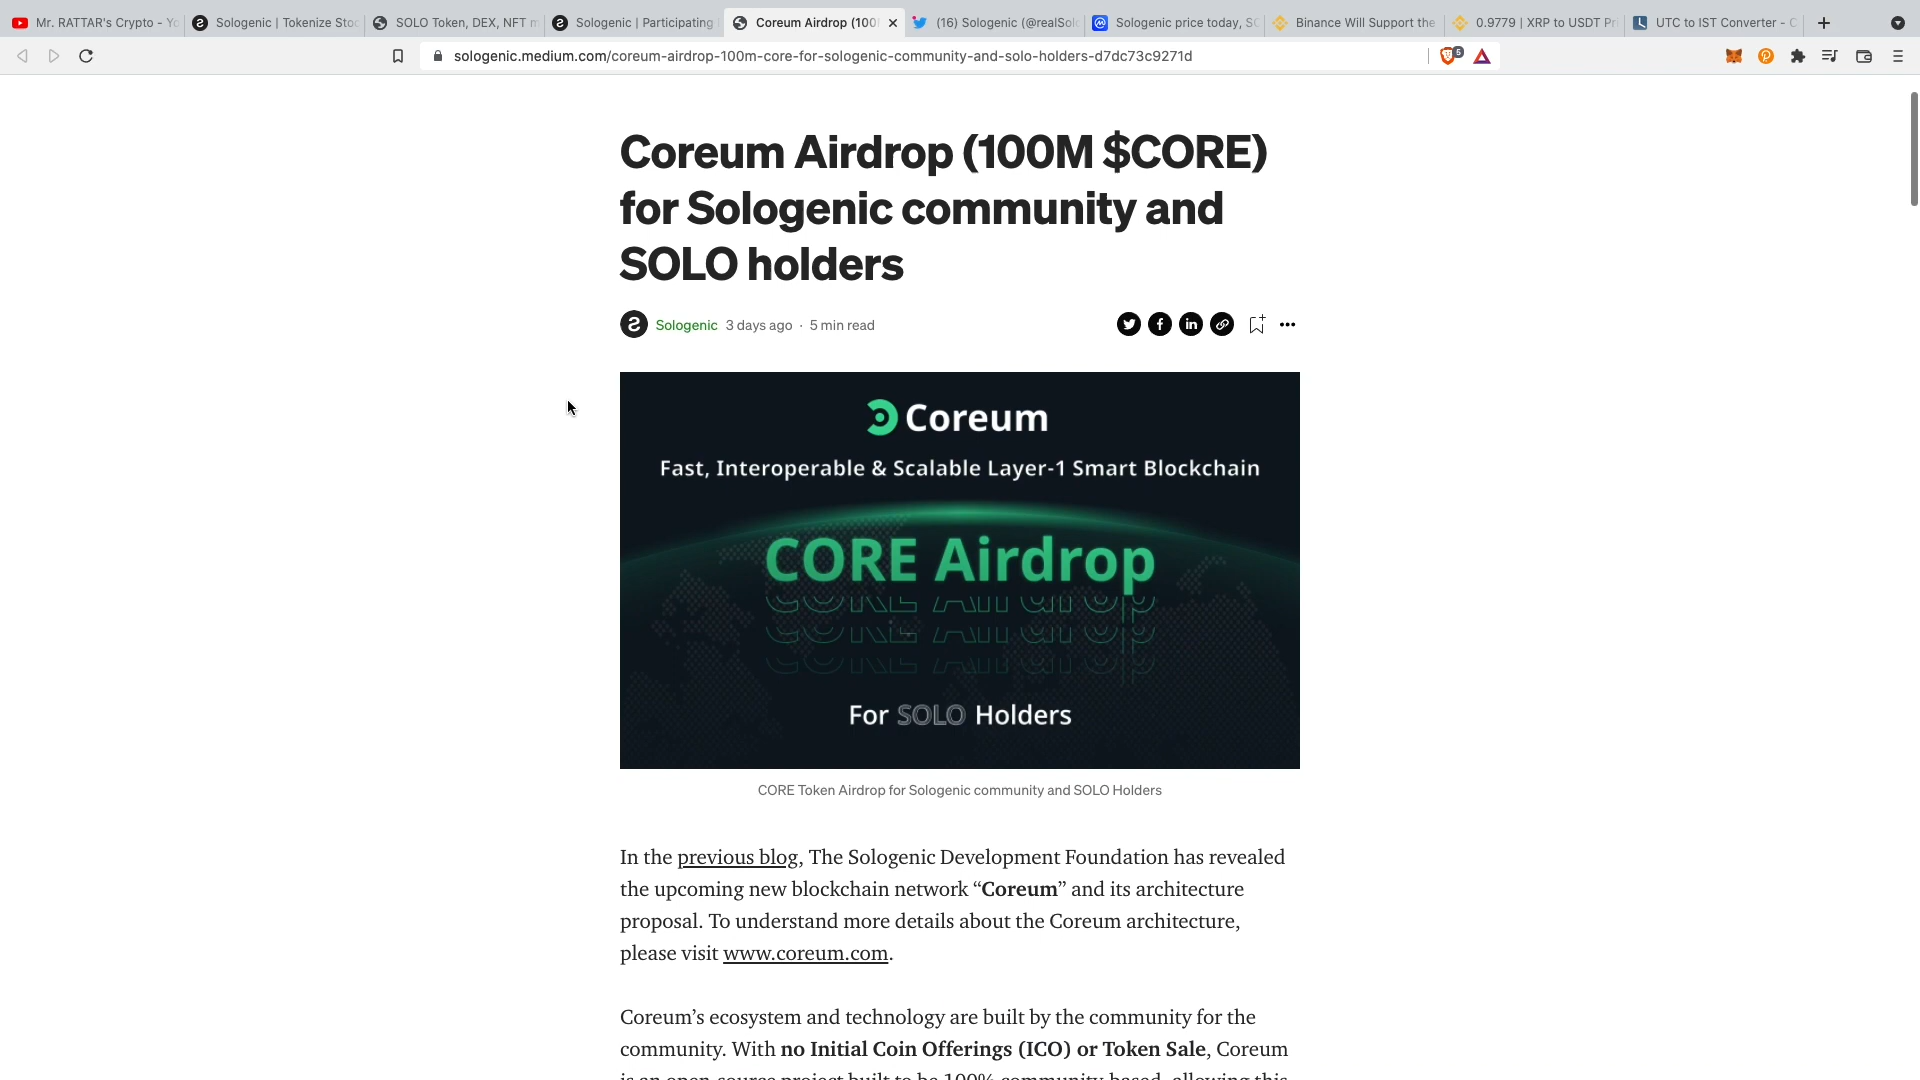 Mr. RATTAR's Crypto - Yo
Sologenic | Tokenize Stoc
SOLO Token, DEX, NFT m
Sologenic | Participating
Coreum Airdrop (100
(16) Sologenic (@realSolo
Sologenic price today, SO
Binance Will Support the
0.9779 | XRP to USDT Pri
UTC to IST Converter - C
sologenic.medium.com/coreum-airdrop-100m-core-for-sologenic-community-and-solo-holders-d7dc73c9271d
5
Coreum Airdrop (100M $CORE)
for Sologenic community and
SOLO holders
Sologenic 3 days ago · 5 min read
Coreum
Fast, Interoperable & Scalable Layer-1 Smart Blockchain
CORE Airdrop
CORE Airdrop
CORE Airdrop
CORE Airdrop
For SOLO Holders
CORE Token Airdrop for Sologenic community and SOLO Holders
In the previous blog, The Sologenic Development Foundation has revealed
the upcoming new blockchain network “Coreum” and its architecture
proposal. To understand more details about the Coreum architecture,
please visit www.coreum.com.
Coreum’s ecosystem and technology are built by the community for the
community. With no Initial Coin Offerings (ICO) or Token Sale, Coreum
is an open-source project built to be 100% community-based, allowing this